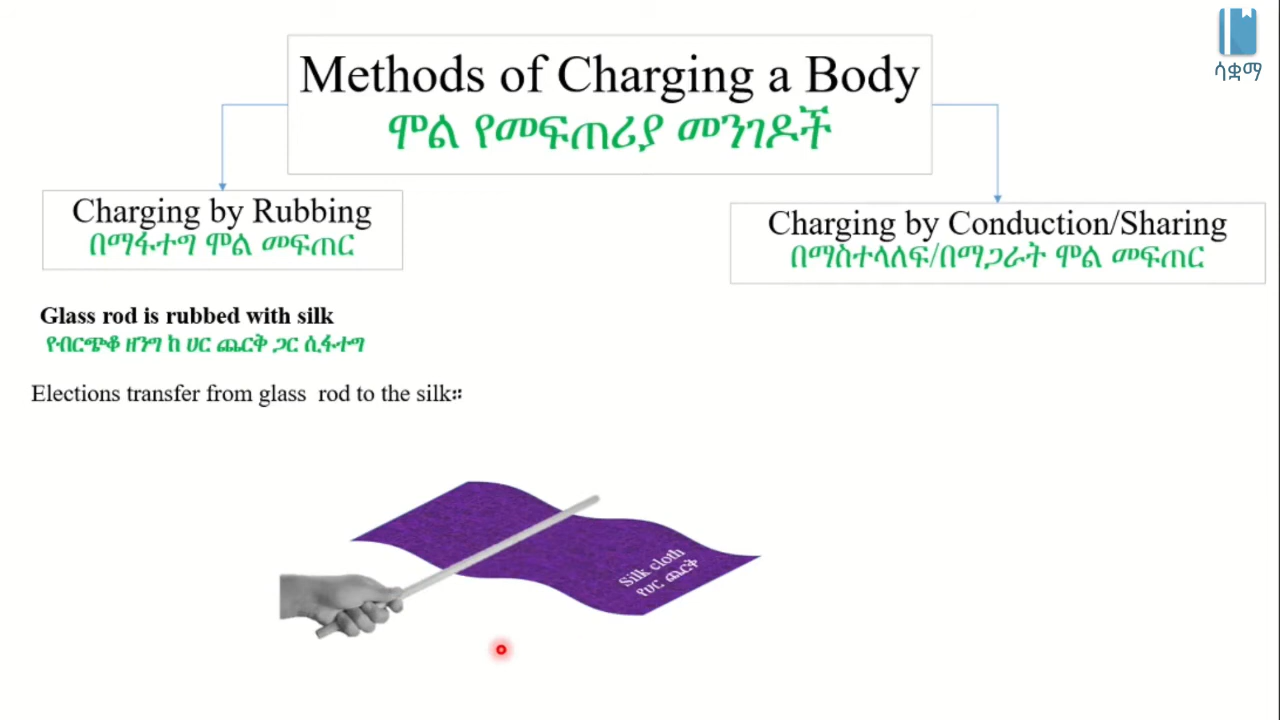 Methods of Charging a Body
ሞል የመፍጠሪያ መንገዶች
Charging by Rubbing
በማፋተግ ሞል መፍጠር
Charging by Conduction/Sharing
በማስተላለፍ/በማጋራት ሞል መፍጠር
Glass rod is rubbed with silk
የብርጭቆ ዘንግ ከ ሀር ጨርቅ ጋር ሲፋተግ
Elections transfer from glass rod to the silk።
Silk cloth
የሀር ጨርቅ
ሳቋማ